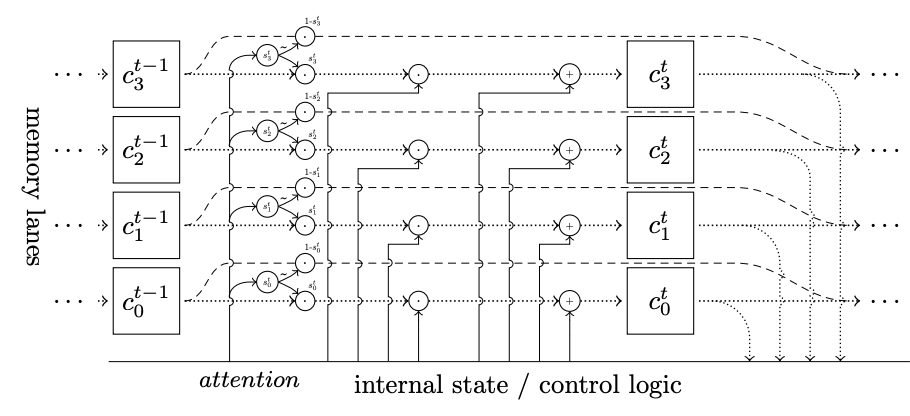 1-s_3^t
s_3^t
s_3^t
··· c_3^{t-1} · · + c_3^t ···
1-s_2^t
s_2^t
s_2^t
··· c_2^{t-1} · · + c_2^t ···
1-s_1^t
s_1^t
s_1^t
··· c_1^{t-1} · · + c_1^t ···
1-s_0^t
s_0^t
s_0^t
··· c_0^{t-1} · · + c_0^t ···
memory lanes
attention
internal state / control logic